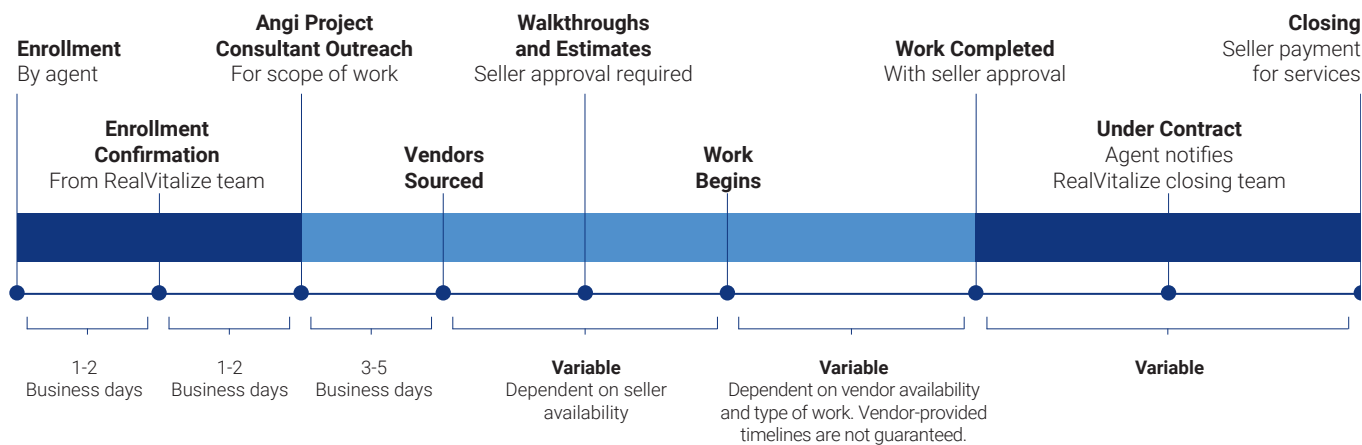 Enrollment
By agent
Angi Project
Consultant Outreach
For scope of work
Walkthroughs
and Estimates
Seller approval required
Work Completed
With seller approval
Closing
Seller payment
for services
Enrollment
Confirmation
From RealVitalize team
Vendors
Sourced
Work
Begins
Under Contract
Agent notifies
RealVitalize closing team
1-2
Business days
1-2
Business days
3-5
Business days
Variable
Dependent on seller
availability
Variable
Dependent on vendor availability
and type of work. Vendor-provided
timelines are not guaranteed.
Variable